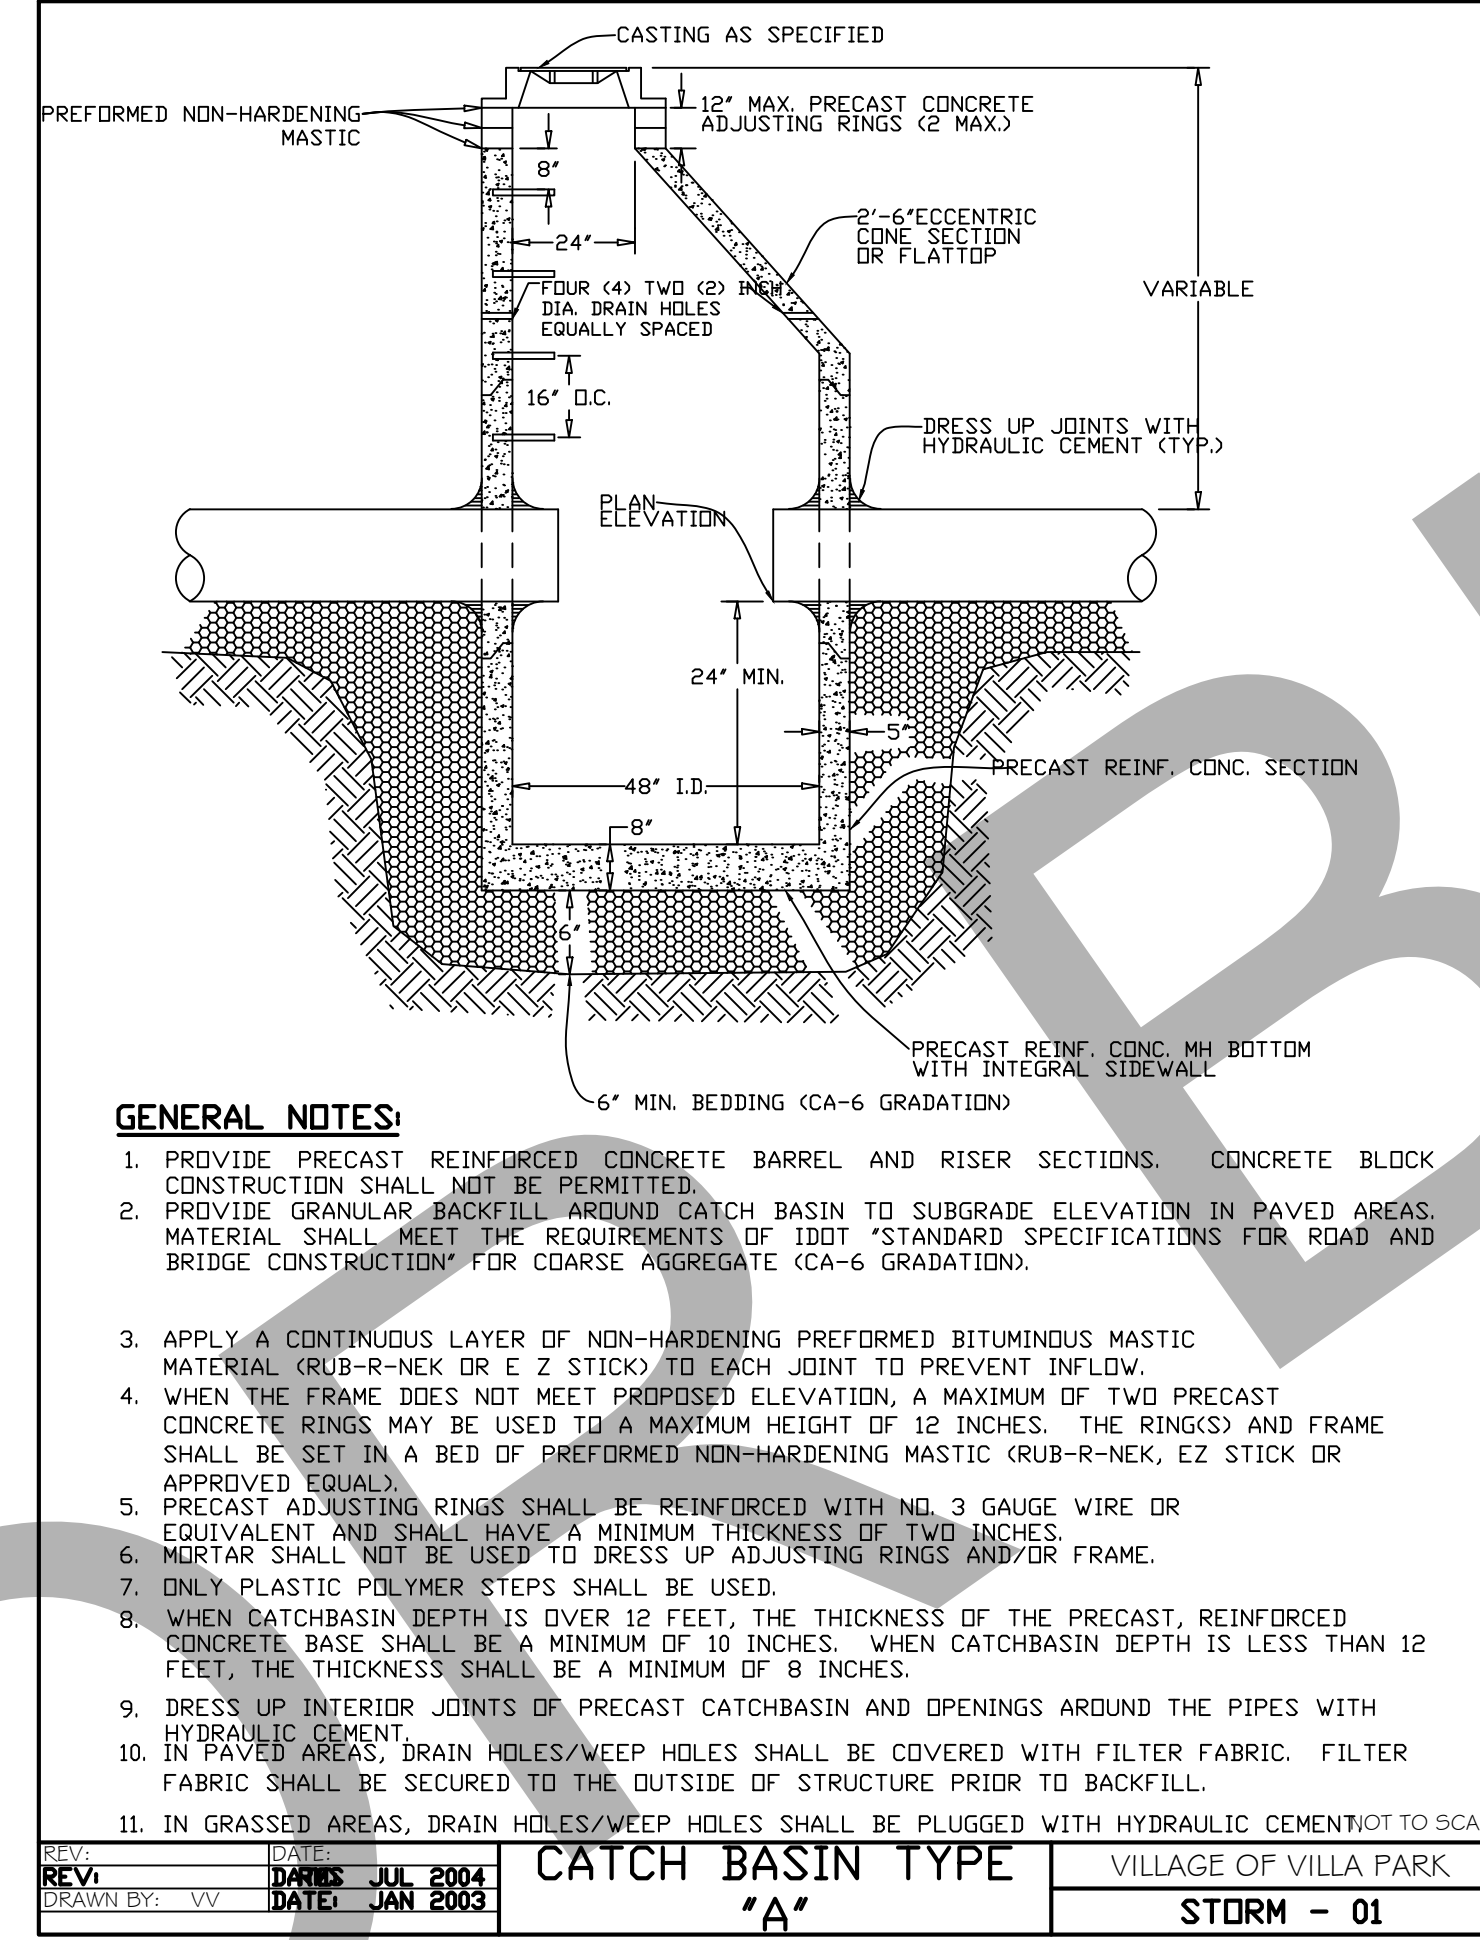 CASTING AS SPECIFIED
PREFORMED NON-HARDENING
MASTIC
12" MAX. PRECAST CONCRETE
ADJUSTING RINGS (2 MAX.)
8"
2'-6"ECCENTRIC
CONE SECTION
OR FLATTOP
24"
VARIABLE
FOUR (4) TWO (2) INCH
DIA. DRAIN HOLES
EQUALLY SPACED
16" O.C.
DRESS UP JOINTS WITH
HYDRAULIC CEMENT (TYP.)
PLAN
ELEVATION
24" MIN.
5"
PRECAST REINF. CONC. SECTION
48" I.D.
8"
6"
PRECAST REINF. CONC. MH BOTTOM
WITH INTEGRAL SIDEWALL
6" MIN. BEDDING (CA-6 GRADATION)
GENERAL NOTES:
1. PROVIDE PRECAST REINFORCED CONCRETE BARREL AND RISER SECTIONS. CONCRETE BLOCK
CONSTRUCTION SHALL NOT BE PERMITTED.
2. PROVIDE GRANULAR BACKFILL AROUND CATCH BASIN TO SUBGRADE ELEVATION IN PAVED AREAS.
MATERIAL SHALL MEET THE REQUIREMENTS OF IDOT "STANDARD SPECIFICATIONS FOR ROAD AND
BRIDGE CONSTRUCTION" FOR COARSE AGGREGATE (CA-6 GRADATION).
3. APPLY A CONTINUOUS LAYER OF NON-HARDENING PREFORMED BITUMINOUS MASTIC
MATERIAL (RUB-R-NEK OR E Z STICK) TO EACH JOINT TO PREVENT INFLOW.
4. WHEN THE FRAME DOES NOT MEET PROPOSED ELEVATION, A MAXIMUM OF TWO PRECAST
CONCRETE RINGS MAY BE USED TO A MAXIMUM HEIGHT OF 12 INCHES. THE RING(S) AND FRAME
SHALL BE SET IN A BED OF PREFORMED NON-HARDENING MASTIC (RUB-R-NEK, EZ STICK OR
APPROVED EQUAL).
5. PRECAST ADJUSTING RINGS SHALL BE REINFORCED WITH NO. 3 GAUGE WIRE OR
EQUIVALENT AND SHALL HAVE A MINIMUM THICKNESS OF TWO INCHES.
6. MORTAR SHALL NOT BE USED TO DRESS UP ADJUSTING RINGS AND/OR FRAME.
7. ONLY PLASTIC POLYMER STEPS SHALL BE USED.
8. WHEN CATCHBASIN DEPTH IS OVER 12 FEET, THE THICKNESS OF THE PRECAST, REINFORCED
CONCRETE BASE SHALL BE A MINIMUM OF 10 INCHES. WHEN CATCHBASIN DEPTH IS LESS THAN 12
FEET, THE THICKNESS SHALL BE A MINIMUM OF 8 INCHES.
9. DRESS UP INTERIOR JOINTS OF PRECAST CATCHBASIN AND OPENINGS AROUND THE PIPES WITH
HYDRAULIC CEMENT.
10. IN PAVED AREAS, DRAIN HOLES/WEEP HOLES SHALL BE COVERED WITH FILTER FABRIC. FILTER
FABRIC SHALL BE SECURED TO THE OUTSIDE OF STRUCTURE PRIOR TO BACKFILL.
11. IN GRASSED AREAS, DRAIN HOLES/WEEP HOLES SHALL BE PLUGGED WITH HYDRAULIC CEMENT.
NOT TO SCA
REV: DATE:
REV: JUL 2004
DRAWN BY: VV DATE: JAN 2003
CATCH BASIN TYPE
"A"
VILLAGE OF VILLA PARK
STORM - 01
OR B